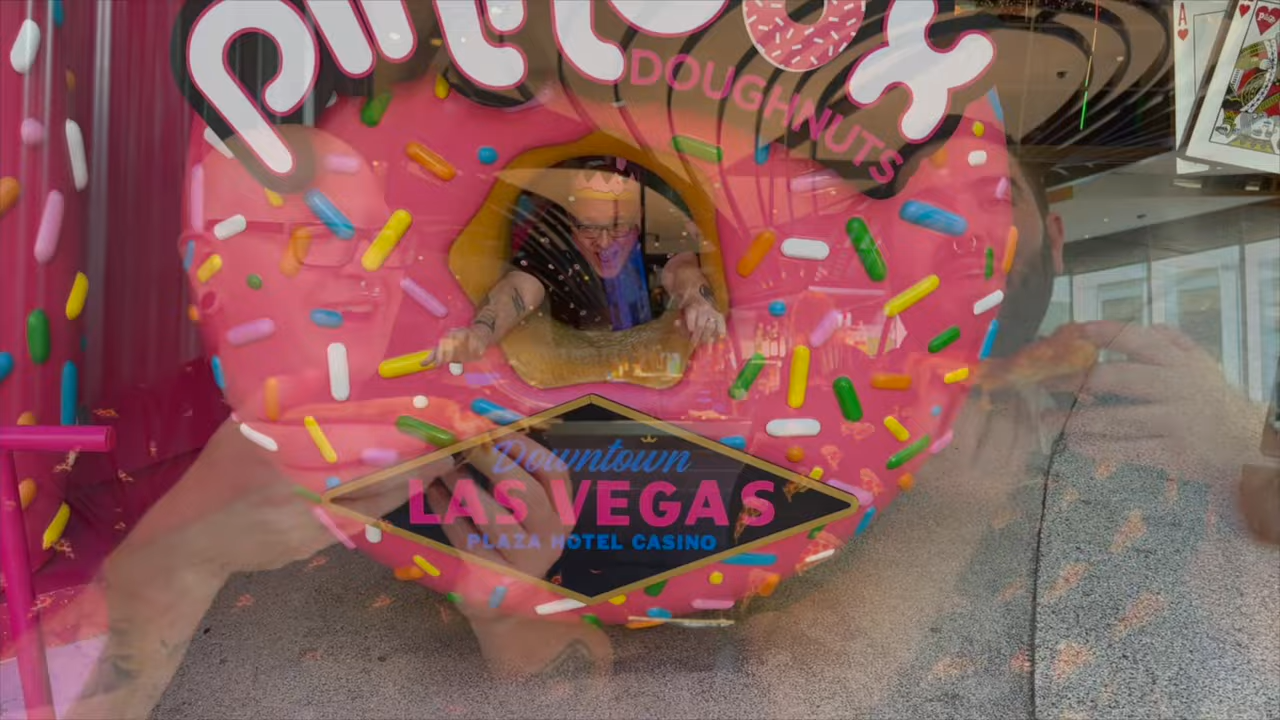 DOUGHNUTS
A
Downtown
LAS VEGAS
PLAZA HOTEL CASINO